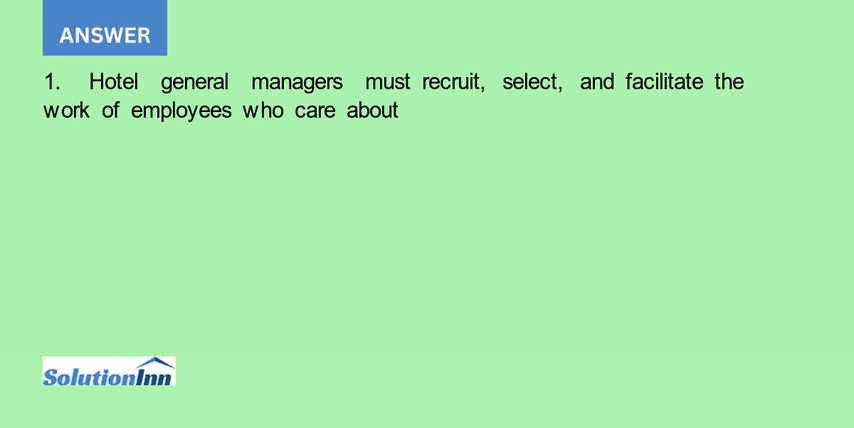 ANSWER
1. Hotel general managers must recruit, select, and facilitate the
work of employees who care about
SolutionInn